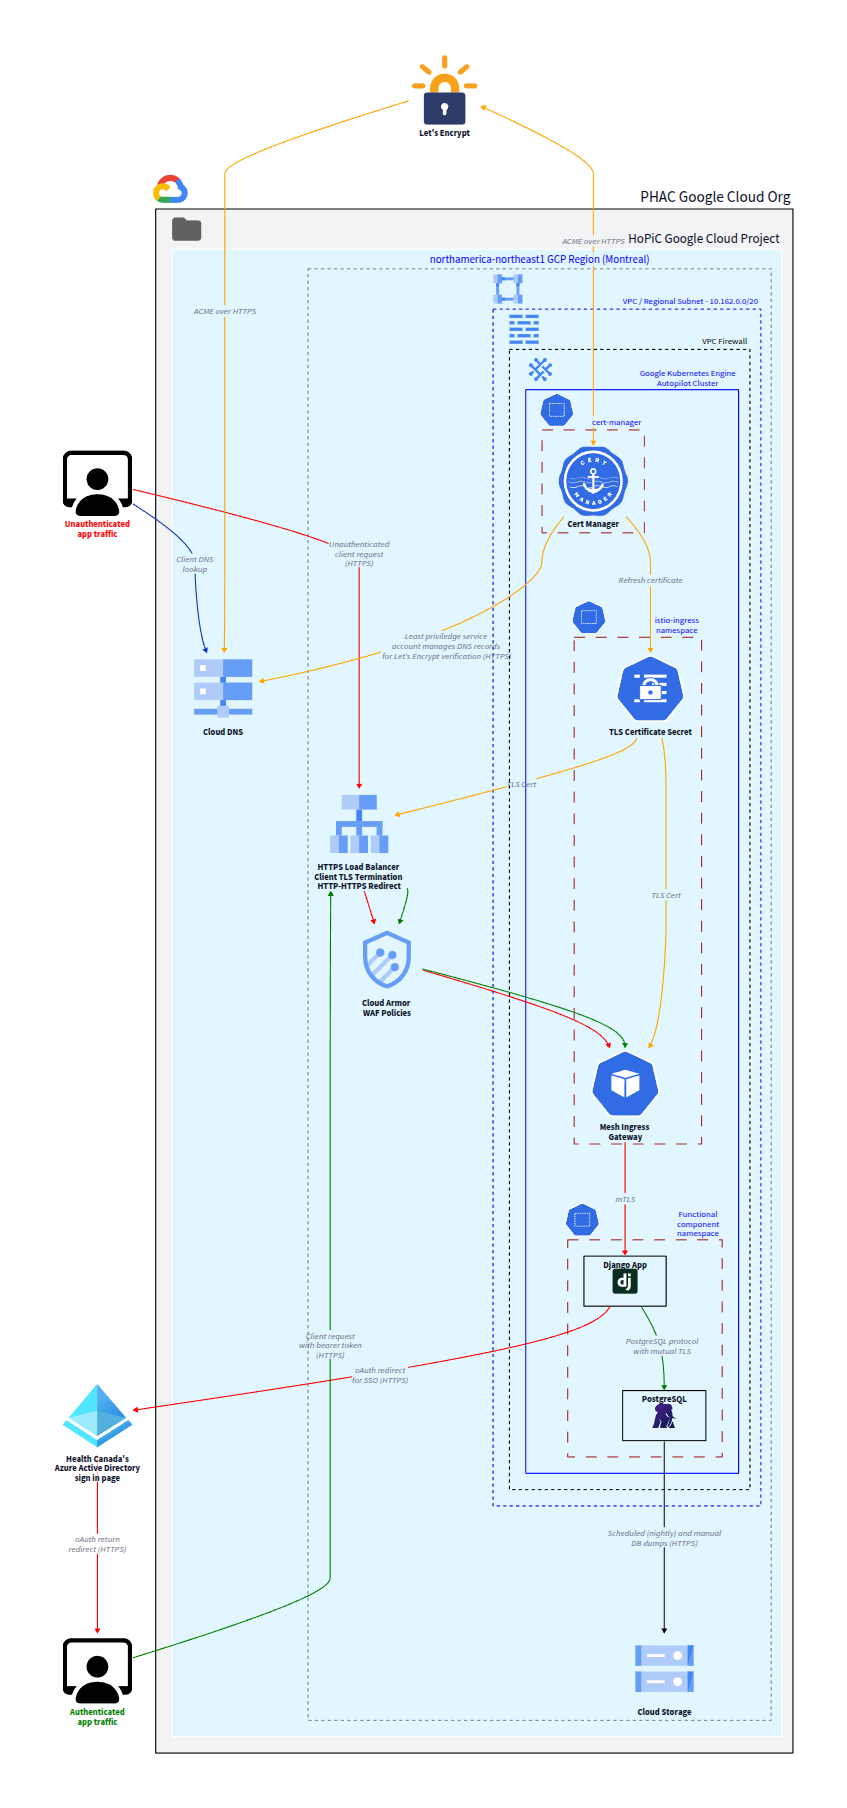 Let's Encrypt
PHAC Google Cloud Org
ACME over HTTPS
HoPiC Google Cloud Project
northamerica-northeast1 GCP Region (Montreal)
VPC / Regional Subnet - 10.162.0.0/20
ACME over HTTPS
VPC Firewall
Google Kubernetes Engine
Autopilot Cluster
cert-manager
CERT
MANAGER
Cert Manager
Unauthenticated
app traffic
Client DNS
lookup
Unauthenticated
client request
(HTTPS)
Refresh certificate
istio-ingress
namespace
Least priviledge service
account manages DNS records
for Let's Encrypt verification (HTTPS)
Cloud DNS
TLS Certificate Secret
TLS Cert
HTTPS Load Balancer
Client TLS Termination
HTTP-HTTPS Redirect
TLS Cert
Cloud Armor
WAF Policies
Mesh Ingress
Gateway
mTLS
Functional
component
namespace
Django App
dj
Client request
with bearer token
(HTTPS)
PostgreSQL protocol
with mutual TLS
oAuth redirect
for SSO (HTTPS)
PostgreSQL
Health Canada's
Azure Active Directory
sign in page
oAuth return
redirect (HTTPS)
Scheduled (nightly) and manual
DB dumps (HTTPS)
Authenticated
app traffic
Cloud Storage